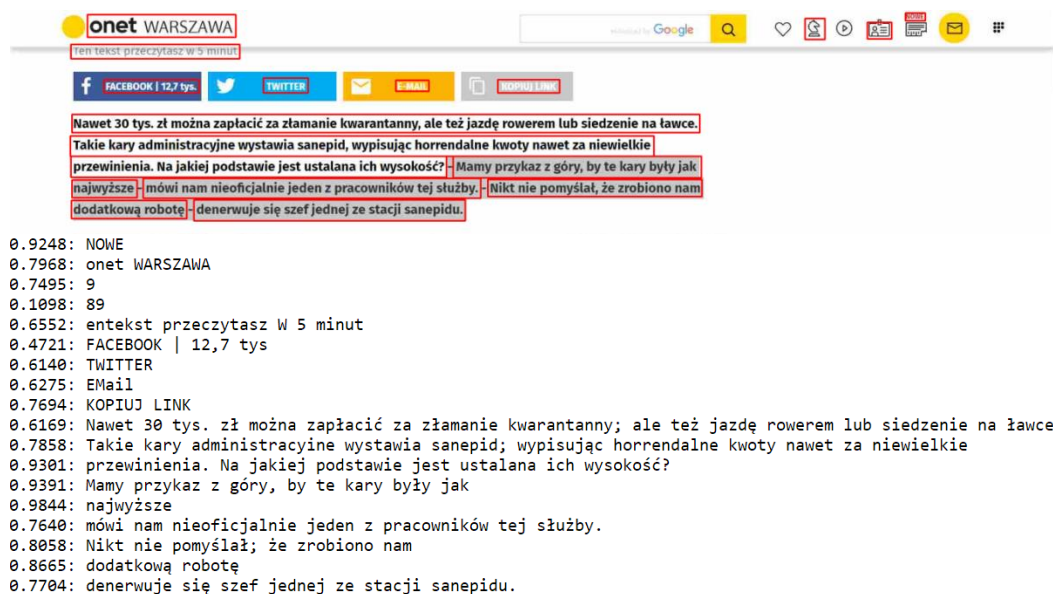 onet WARSZAWA
Google
Ten tekst przeczytasz w 5 minut
FACEBOOK | 12,7 tys.
TWITTER
E-MAIL
KOPIUJ LINK
Nawet 30 tys. zł można zapłacić za złamanie kwarantanny, ale też jazdę rowerem lub siedzenie na ławce.
Takie kary administracyjne wystawia sanepid, wypisując horrendalne kwoty nawet za niewielkie
przewinienia. Na jakiej podstawie jest ustalana ich wysokość? - Mamy przykaz z góry, by te kary były jak
najwyższe - mówi nam nieoficjalnie jeden z pracowników tej służby. - Nikt nie pomyślał, że zrobiono nam
dodatkową robotę - denerwuje się szef jednej ze stacji sanepidu.
0.9248: NOWE
0.7968: onet WARSZAWA
0.7495: 9
0.1098: 89
0.6552: entekst przeczytasz W 5 minut
0.4721: FACEBOOK | 12,7 tys
0.6140: TWITTER
0.6275: EMail
0.7694: KOPIUJ LINK
0.6169: Nawet 30 tys. zł można zapłacić za złamanie kwarantanny; ale też jazdę rowerem lub siedzenie na ławce
0.7858: Takie kary administracyine wystawia sanepid; wypisując horrendalne kwoty nawet za niewielkie
0.9301: przewinienia. Na jakiej podstawie jest ustalana ich wysokość?
0.9391: Mamy przykaz z góry, by te kary były jak
0.9844: najwyższe
0.7640: mówi nam nieoficjalnie jeden z pracowników tej służby.
0.8058: Nikt nie pomyślał; że zrobiono nam
0.8665: dodatkową robotę
0.7704: denerwuje się szef jednej ze stacji sanepidu.